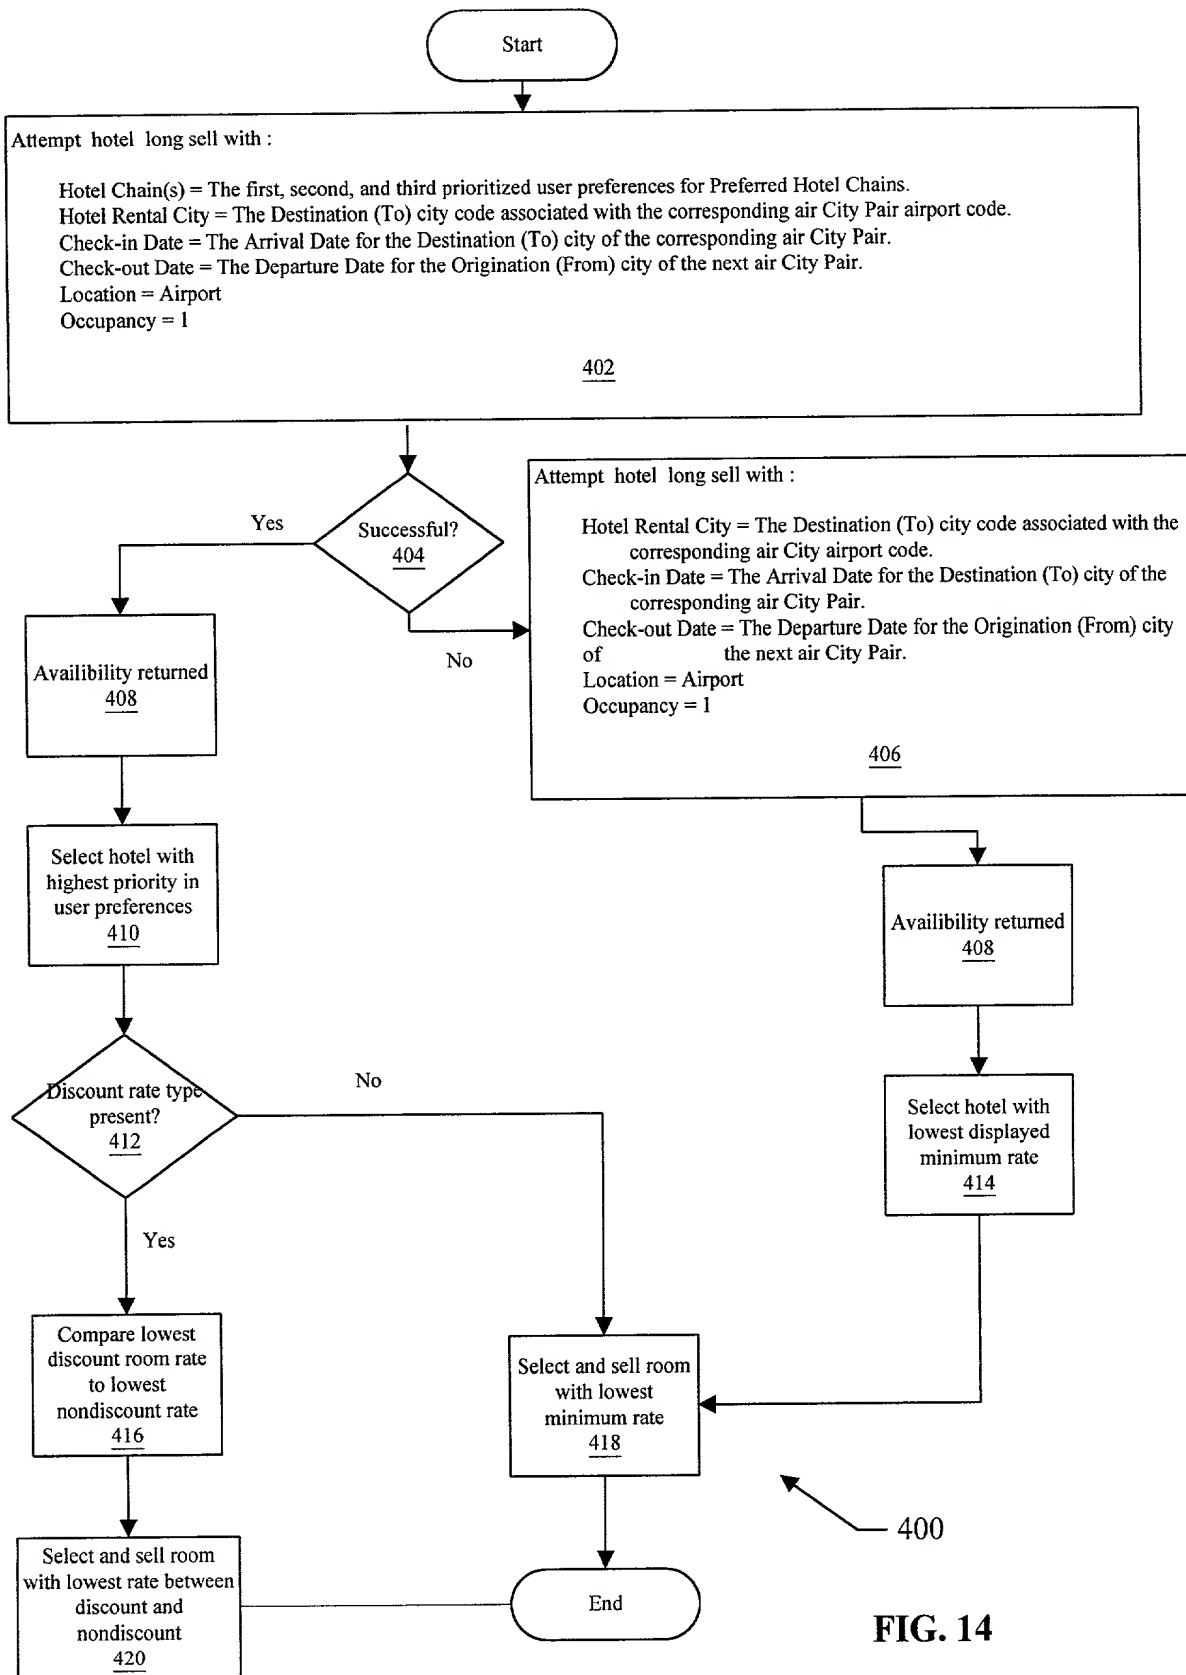 Start
Attempt hotel long sell with :
Hotel Chain(s) = The first, second, and third prioritized user preferences for Preferred Hotel Chains.
Hotel Rental City = The Destination (To) city code associated with the corresponding air City Pair airport code.
Check-in Date = The Arrival Date for the Destination (To) city of the corresponding air City Pair.
Check-out Date = The Departure Date for the Origination (From) city of the next air City Pair.
Location = Airport
Occupancy = 1
402
Successful?
404
Yes
No
Attempt hotel long sell with :
Hotel Rental City = The Destination (To) city code associated with the
corresponding air City airport code.
Check-in Date = The Arrival Date for the Destination (To) city of the
corresponding air City Pair.
Check-out Date = The Departure Date for the Origination (From) city
of the next air City Pair.
Location = Airport
Occupancy = 1
406
Availibility returned
408
Select hotel with
highest priority in
user preferences
410
Availibility returned
408
Discount rate type
present?
412
No
Yes
Select hotel with
lowest displayed
minimum rate
414
Compare lowest
discount room rate
to lowest
nondiscount rate
416
Select and sell room
with lowest
minimum rate
418
400
Select and sell room
with lowest rate between
discount and
nondiscount
420
End
FIG. 14